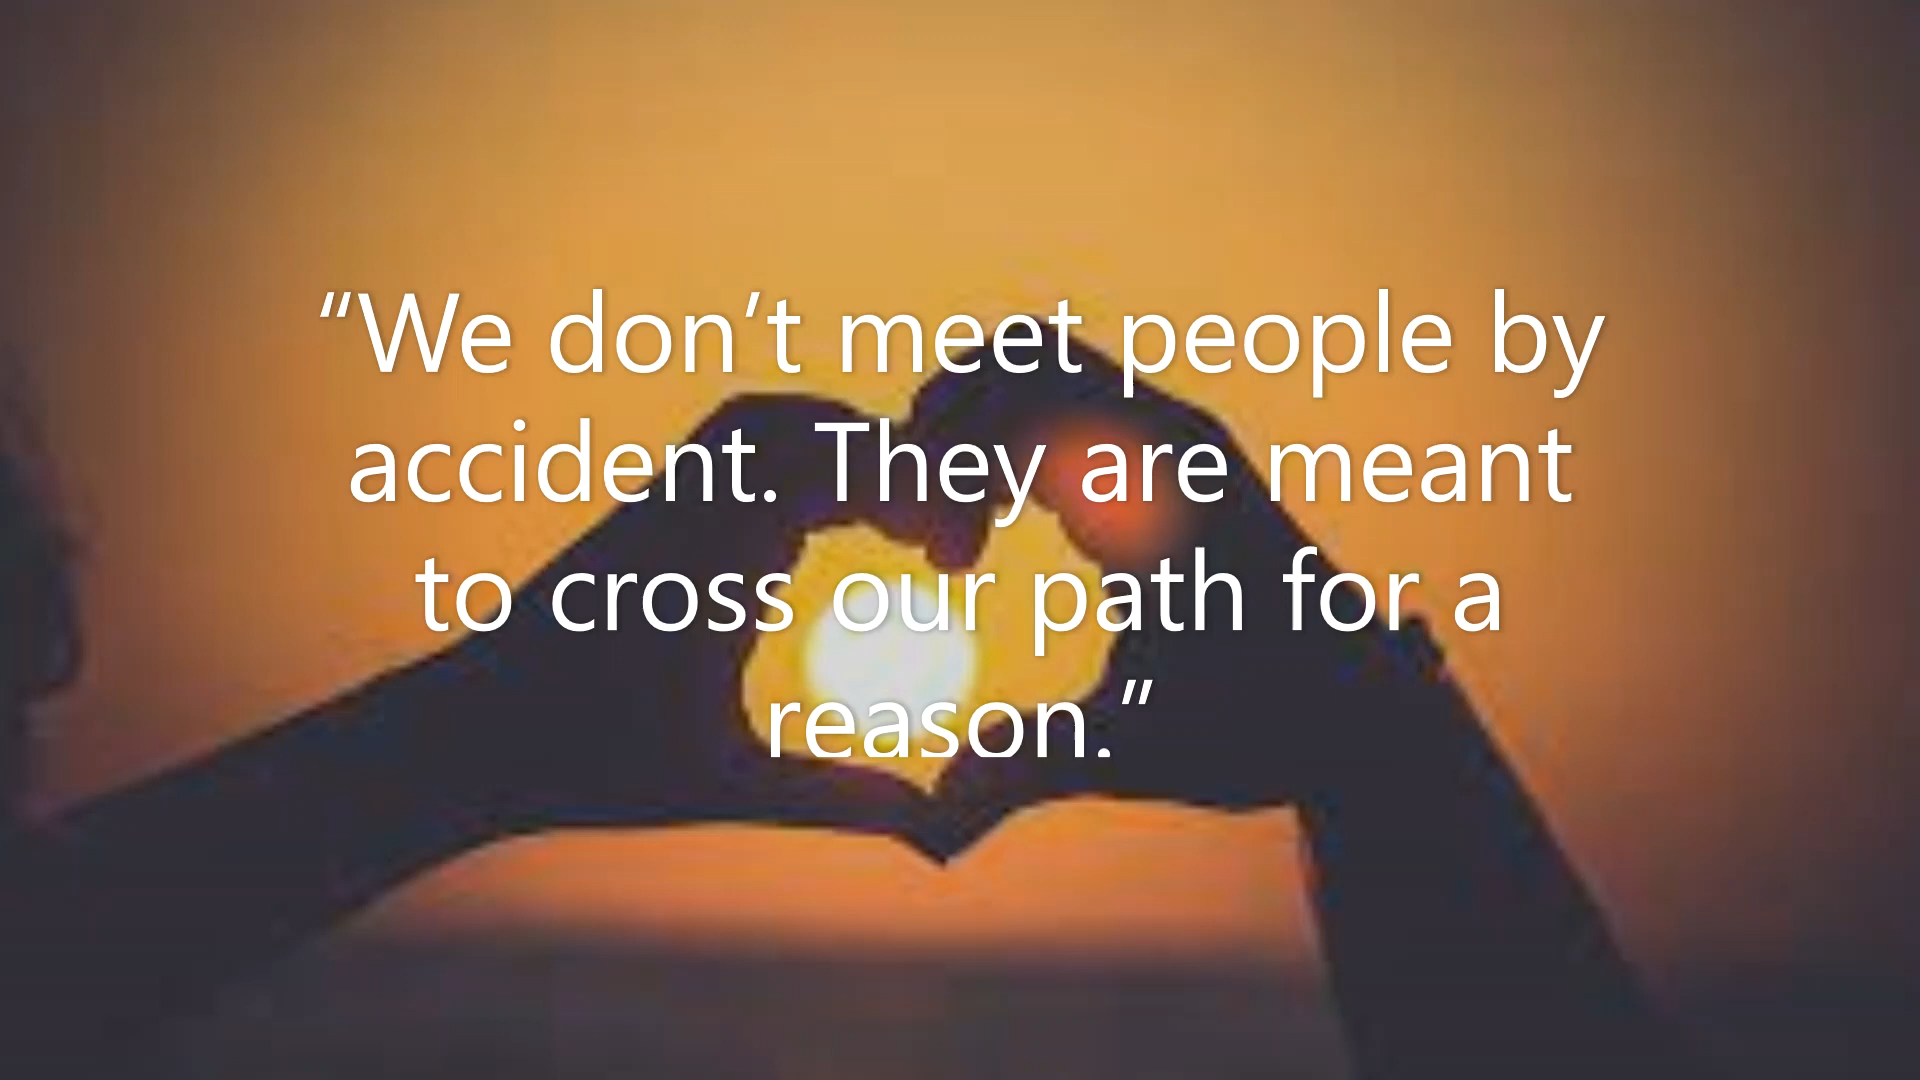 “We don’t meet people by
accident. They are meant
to cross our path for a
reason.”